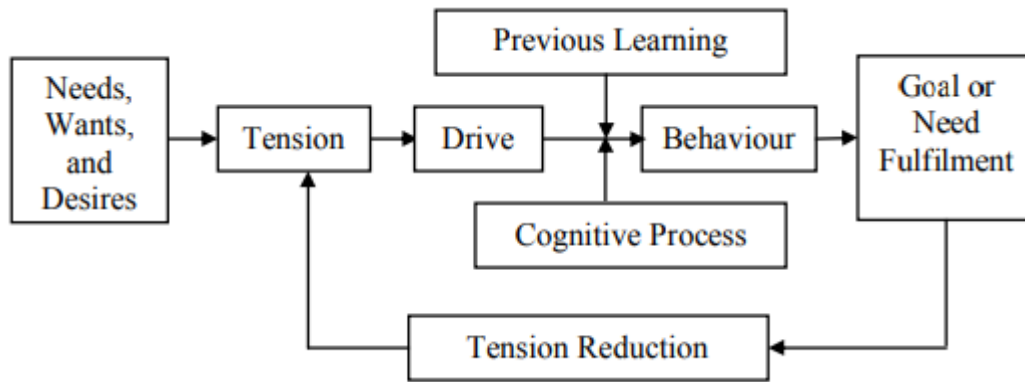 Previous Learning
Needs,
Wants,
and
Desires
Tension
Drive
Behaviour
Goal or
Need
Fulfilment
Cognitive Process
Tension Reduction